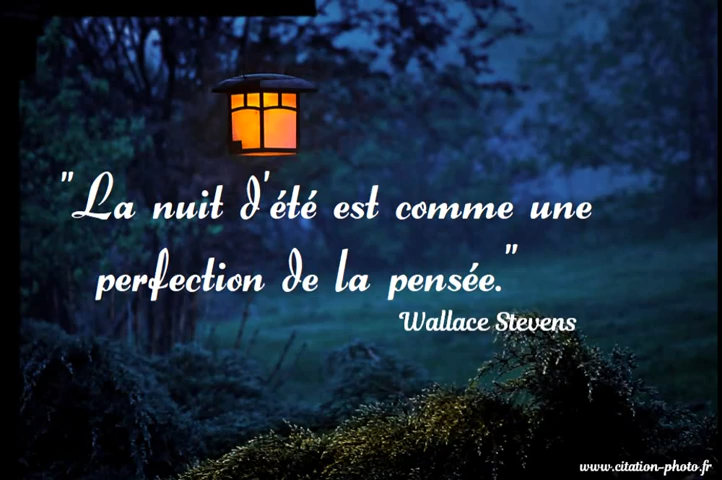 "La nuit d'été est comme une
perfection de la pensée."
Wallace Stevens
www.citation-photo.fr